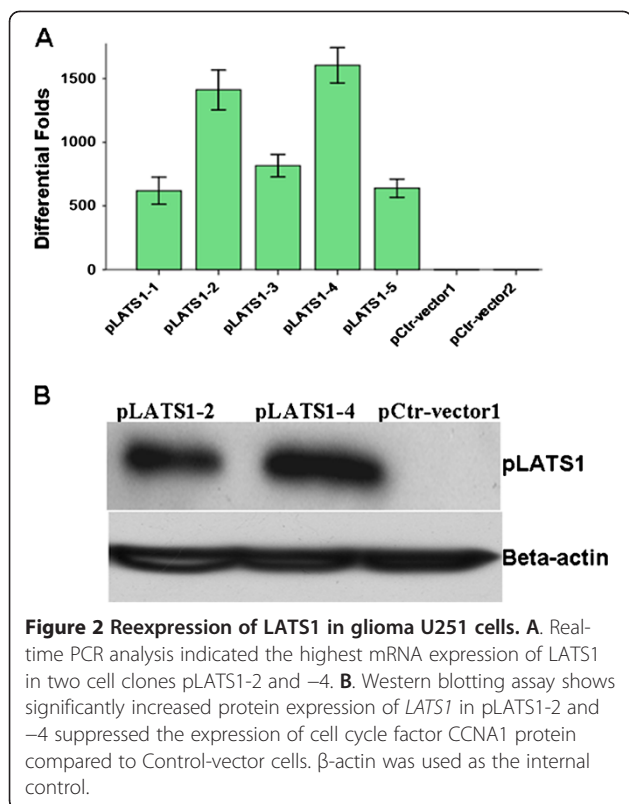 A
Differential Folds
1500
1000
500
0
pLATS1-1
pLATS1-2
pLATS1-3
pLATS1-4
pLATS1-5
pCtr-vector1
pCtr-vector2
B
pLATS1-2 pLATS1-4 pCtr-vector1
pLATS1
Beta-actin
Figure 2 Reexpression of LATS1 in glioma U251 cells. A. Real-
time PCR analysis indicated the highest mRNA expression of LATS1
in two cell clones pLATS1-2 and −4. B. Western blotting assay shows
significantly increased protein expression of LATS1 in pLATS1-2 and
−4 suppressed the expression of cell cycle factor CCNA1 protein
compared to Control-vector cells. β-actin was used as the internal
control.